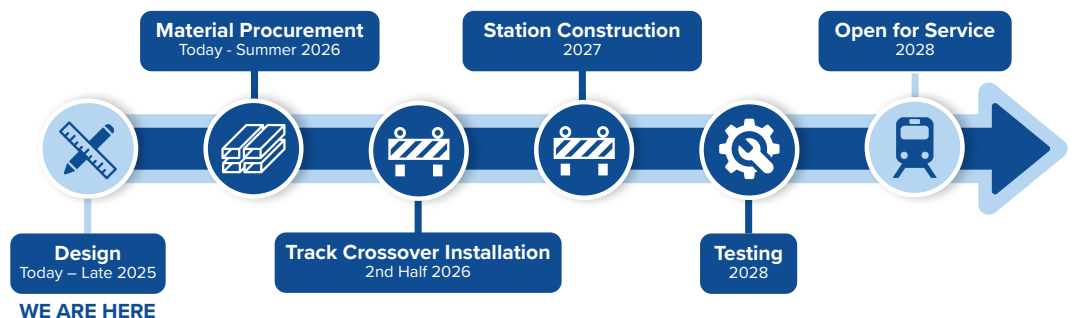 Material Procurement
Today - Summer 2026
Station Construction
2027
Open for Service
2028
Design
Today – Late 2025
WE ARE HERE
Track Crossover Installation
2nd Half 2026
Testing
2028